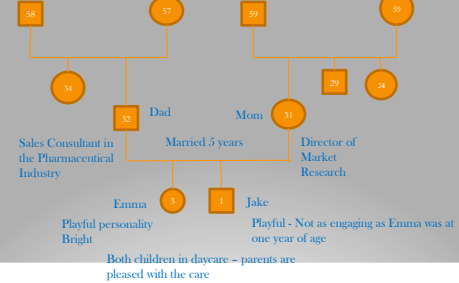 58
57
59
59
34
32
Dad
Mom
31
29
24
Sales Consultant in
the Pharmaceutical
Industry
Married 5 years
Director of
Market
Research
Emma
3
1
Jake
Playful personality
Bright
Playful - Not as engaging as Emma was at
one year of age
Both children in daycare – parents are
pleased with the care